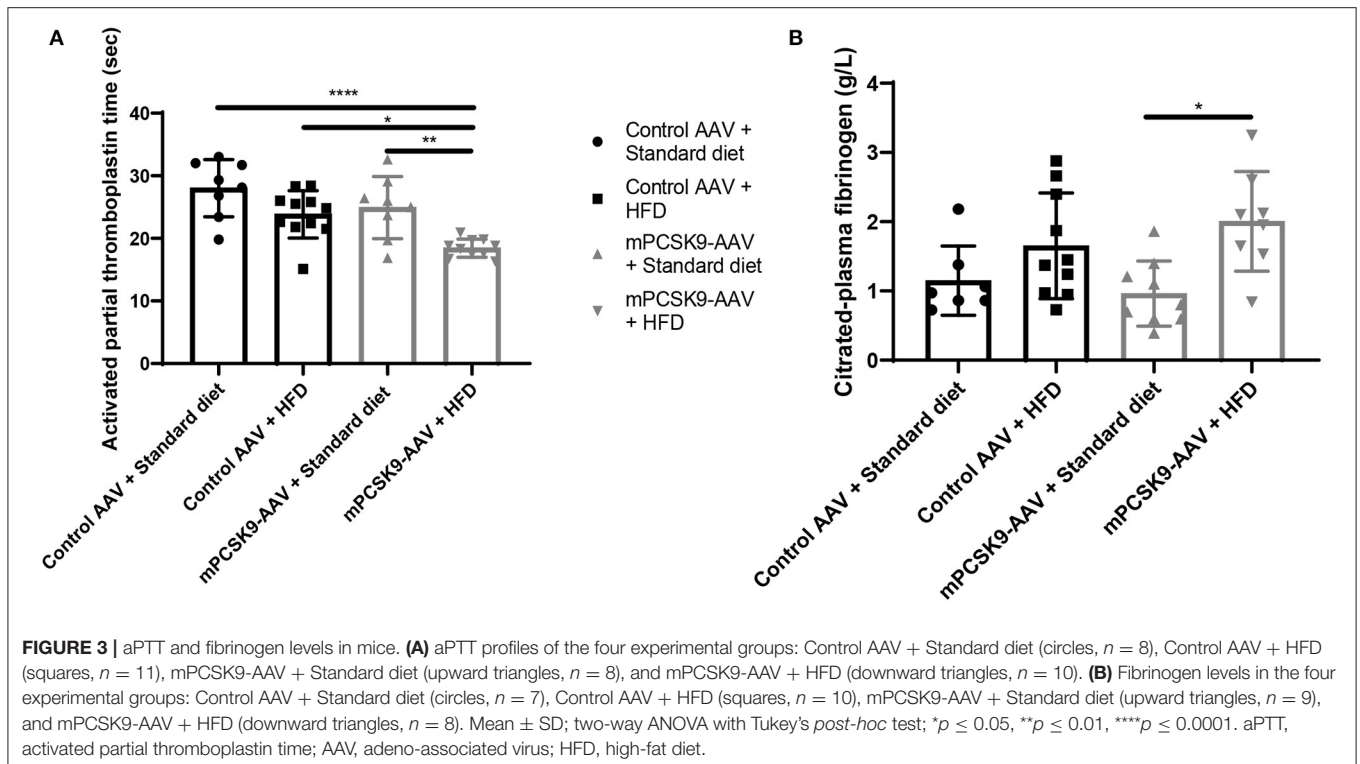 A
Activated partial thromboplastin time (sec)
40
30
20
10
0
****
*
**
Control AAV + Standard diet
Control AAV + HFD
mPCSK9-AAV + Standard diet
mPCSK9-AAV + HFD
Control AAV +
Standard diet
Control AAV +
HFD
mPCSK9-AAV
+ Standard diet
mPCSK9-AAV
+ HFD
B
Citrated-plasma fibrinogen (g/L)
4
3
2
1
0
*
Control AAV + Standard diet
Control AAV + HFD
mPCSK9-AAV + Standard diet
mPCSK9-AAV + HFD
FIGURE 3 | aPTT and fibrinogen levels in mice. (A) aPTT profiles of the four experimental groups: Control AAV + Standard diet (circles, n = 8), Control AAV + HFD
(squares, n = 11), mPCSK9-AAV + Standard diet (upward triangles, n = 8), and mPCSK9-AAV + HFD (downward triangles, n = 10). (B) Fibrinogen levels in the four
experimental groups: Control AAV + Standard diet (circles, n = 7), Control AAV + HFD (squares, n = 10), mPCSK9-AAV + Standard diet (upward triangles, n = 9),
and mPCSK9-AAV + HFD (downward triangles, n = 8). Mean ± SD; two-way ANOVA with Tukey's post-hoc test; *p ≤ 0.05, **p ≤ 0.01, ****p ≤ 0.0001. aPTT,
activated partial thromboplastin time; AAV, adeno-associated virus; HFD, high-fat diet.